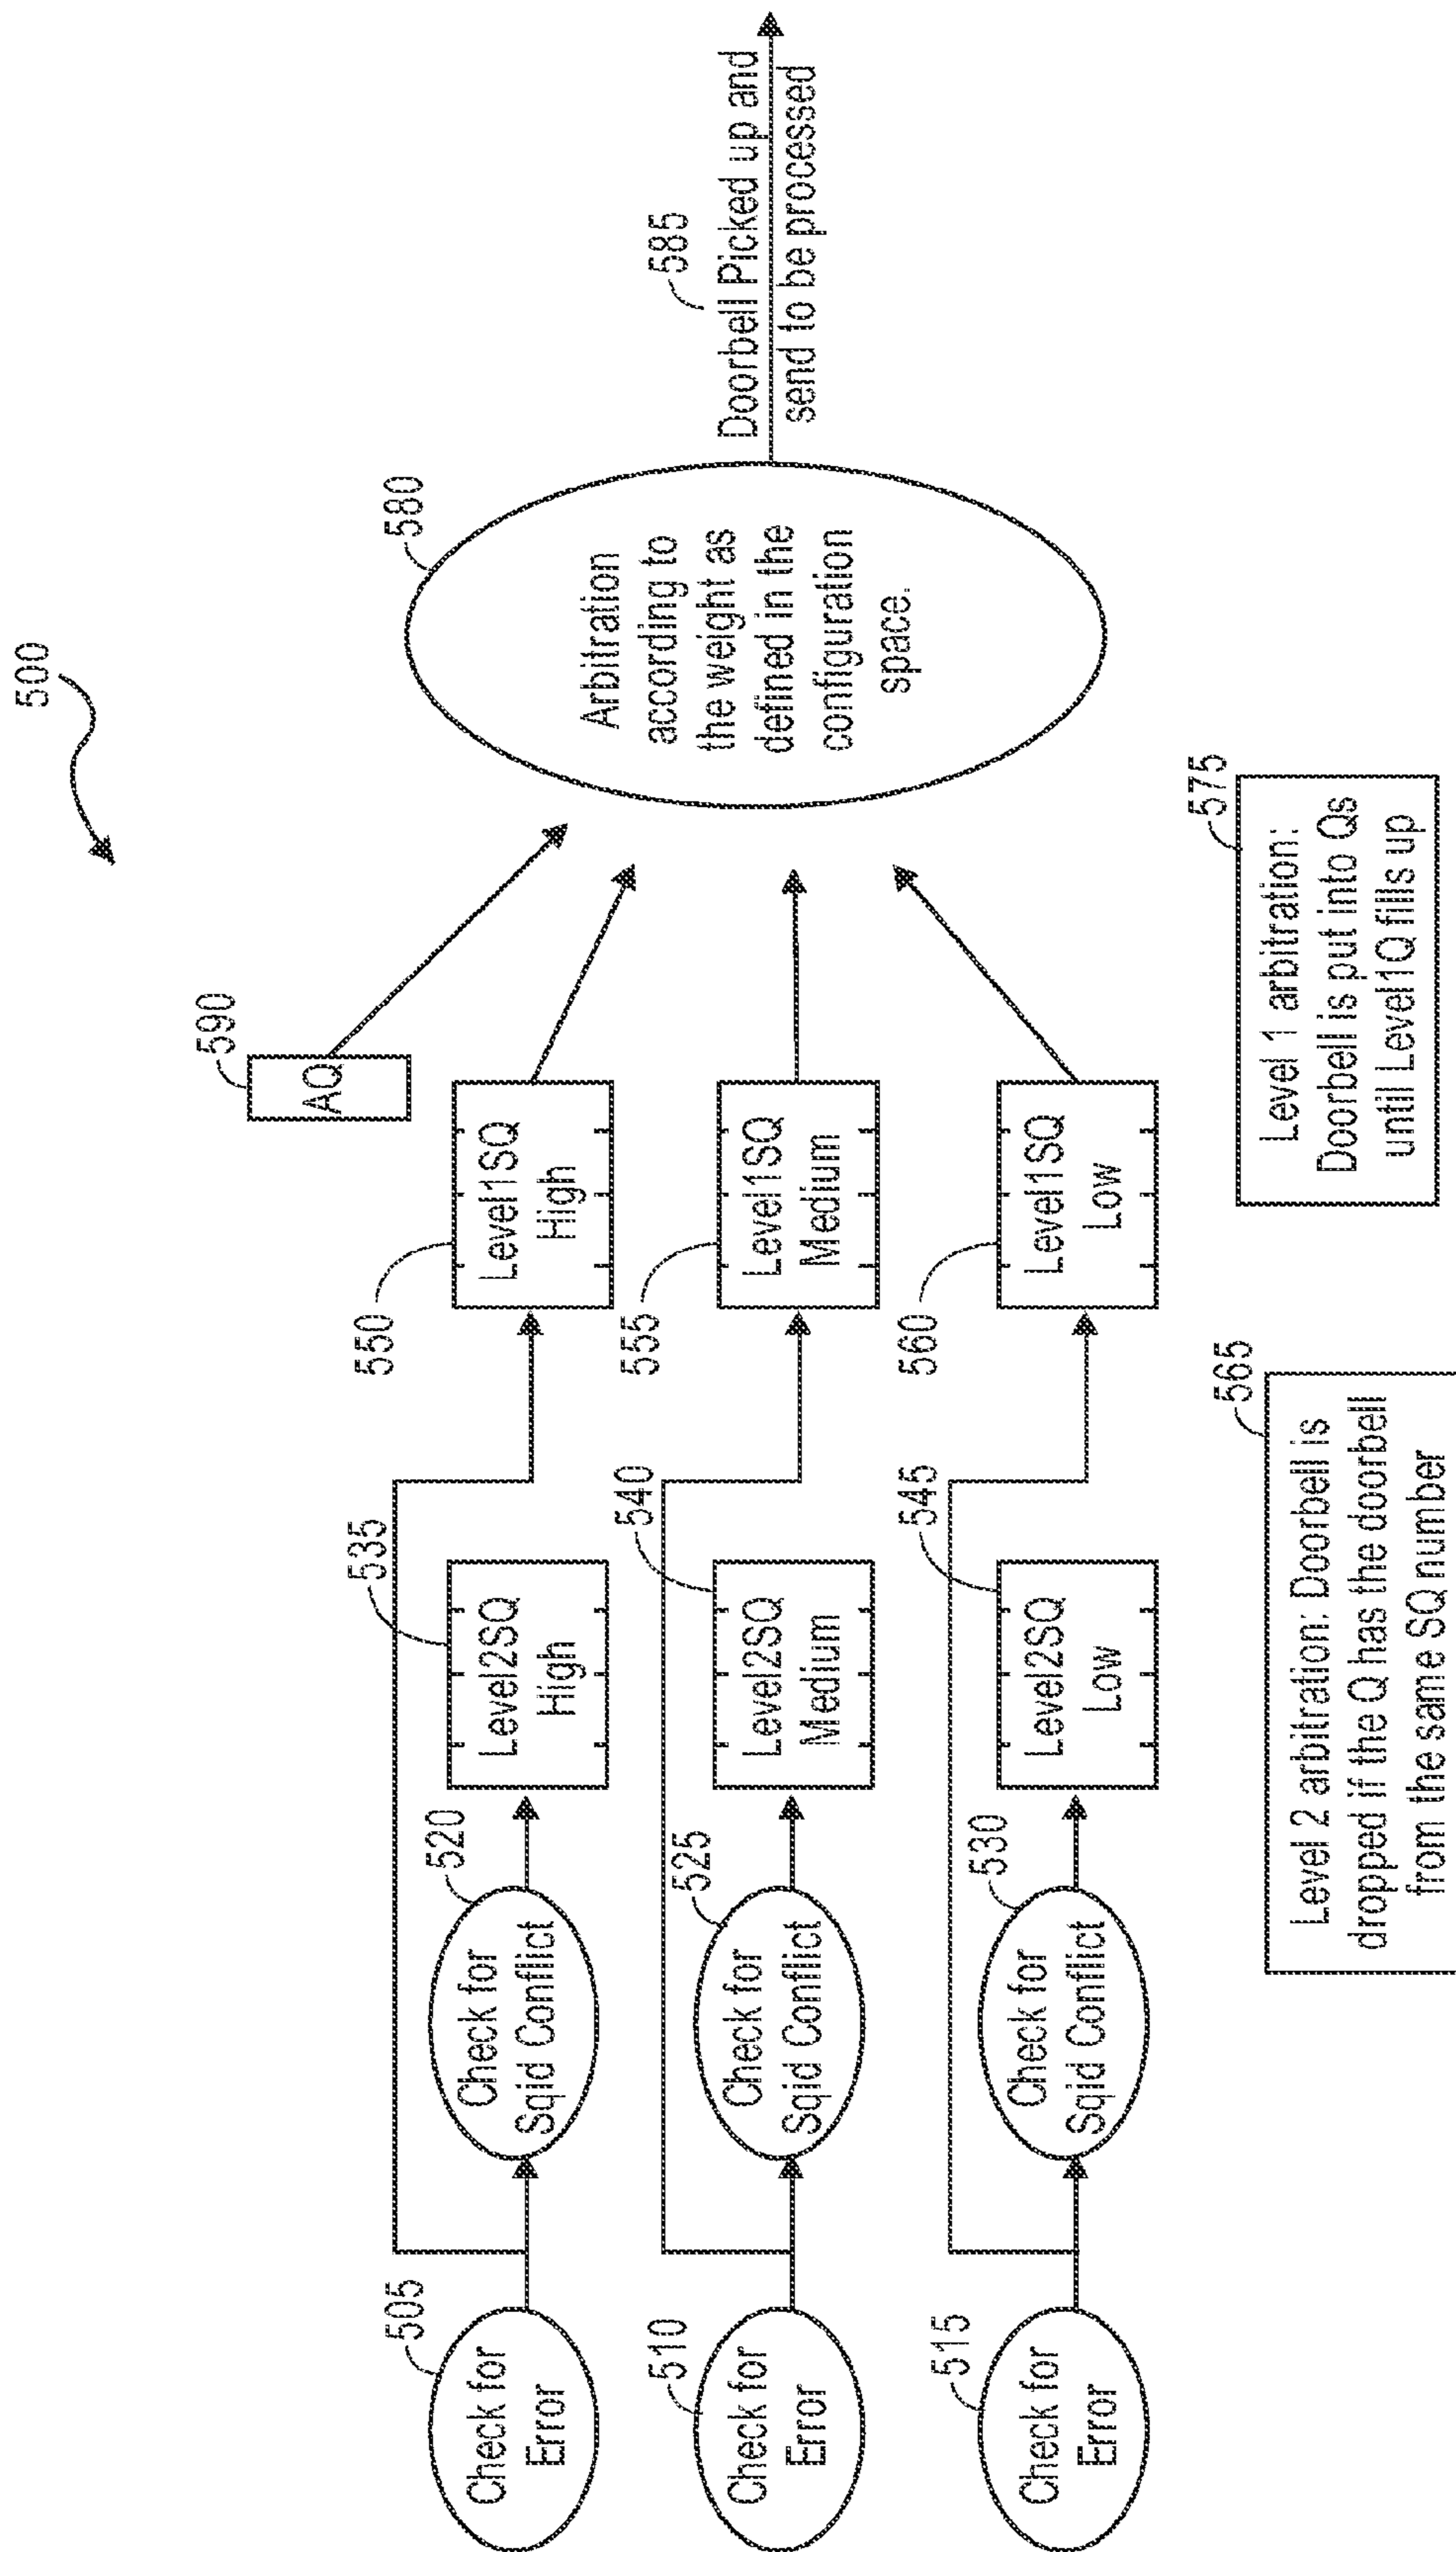 500
590
AQ
505
Check for
Error
520
Check for
Sqid Conflict
535
Level2SQ
High
550
Level1SQ
High
510
Check for
Error
525
Check for
Sqid Conflict
540
Level2SQ
Medium
555
Level1SQ
Medium
515
Check for
Error
530
Check for
Sqid Conflict
545
Level2SQ
Low
560
Level1SQ
Low
580
Arbitration
according to
the weight as
defined in the
configuration
space.
585
Doorbell Picked up and
send to be processed
565
Level 2 arbitration: Doorbell is
dropped if the Q has the doorbell
from the same SQ number
575
Level 1 arbitration:
Doorbell is put into Qs
until Level1Q fills up